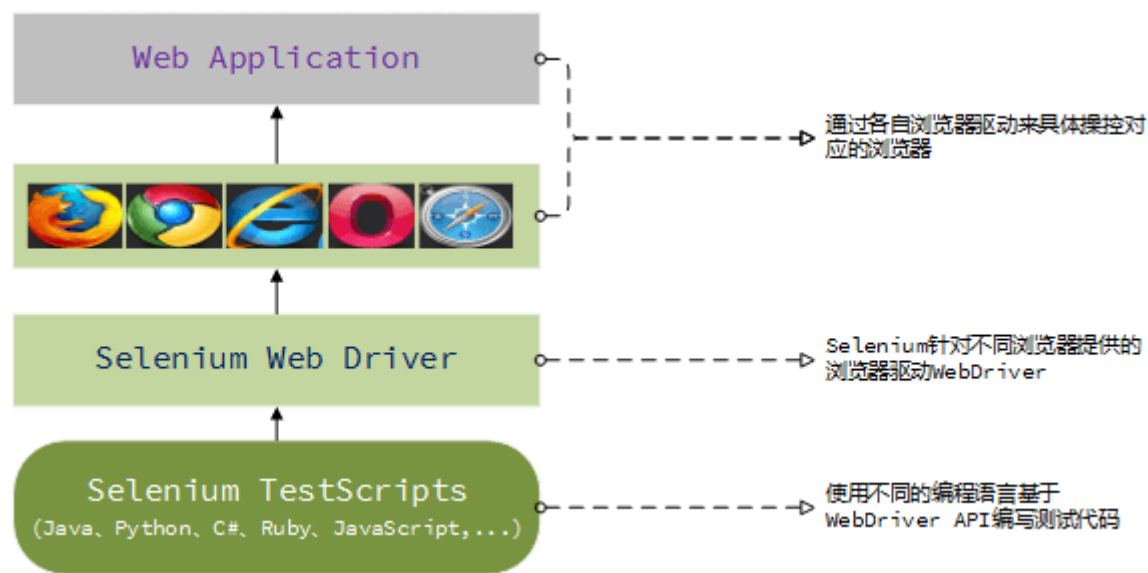 Web Application
通过各自浏览器驱动来具体操控对
应的浏览器
Selenium Web Driver
Selenium针对不同浏览器提供的
浏览器驱动WebDriver
Selenium TestScripts
(Java、Python、C#、Ruby、JavaScript,...)
使用不同的编程语言基于
WebDriver API编写测试代码